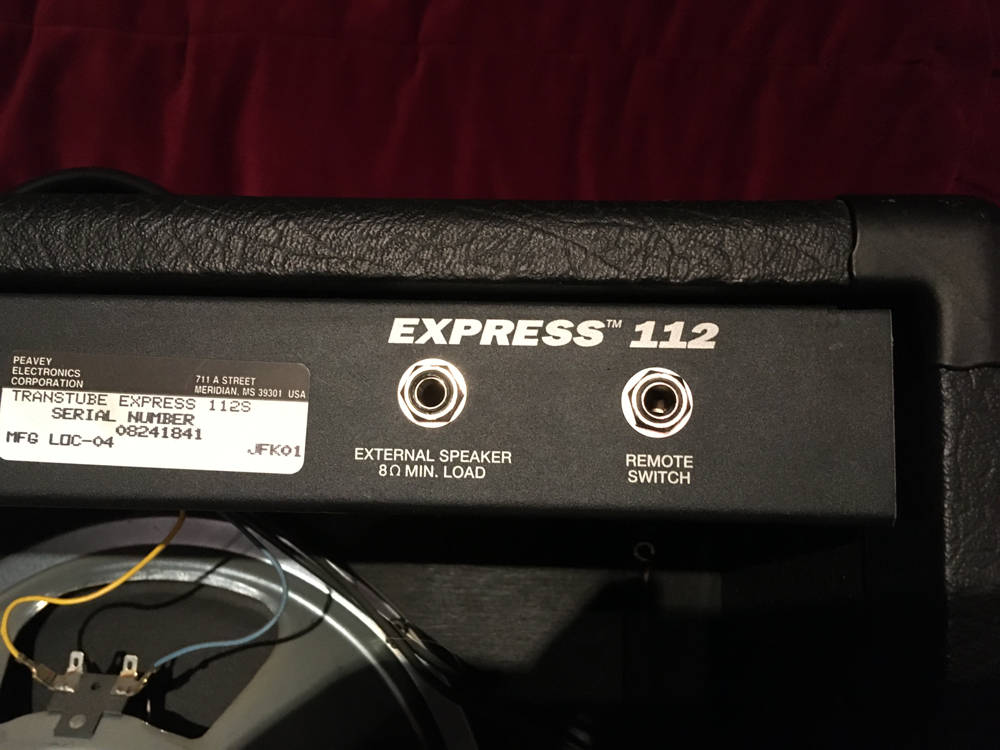 EXPRESS™ 112
PEAVEY
ELECTRONICS
CORPORATION
711 A STREET
MERIDIAN, MS 39301 USA
TRANSTUBE EXPRESS 112S
SERIAL NUMBER
08241841
MFG LOC-04
JFK01
EXTERNAL SPEAKER
8Ω MIN. LOAD
REMOTE
SWITCH